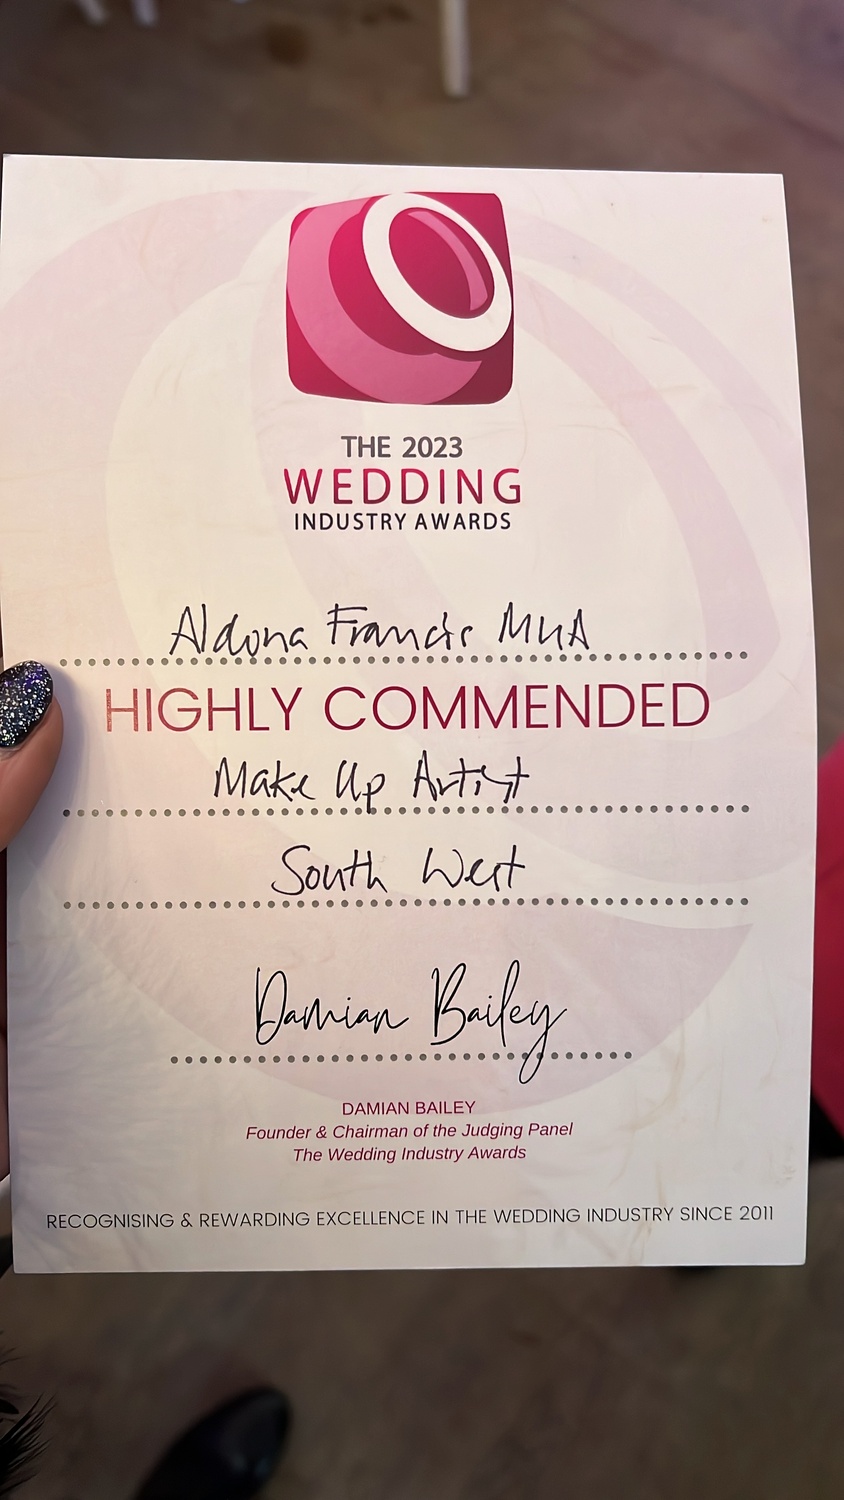 THE 2023
WEDDING
INDUSTRY AWARDS
Aldona Francis MUA
HIGHLY COMMENDED
Make Up Artist
South West
Damian Bailey
DAMIAN BAILEY
Founder & Chairman of the Judging Panel
The Wedding Industry Awards
RECOGNISING & REWARDING EXCELLENCE IN THE WEDDING INDUSTRY SINCE 2011